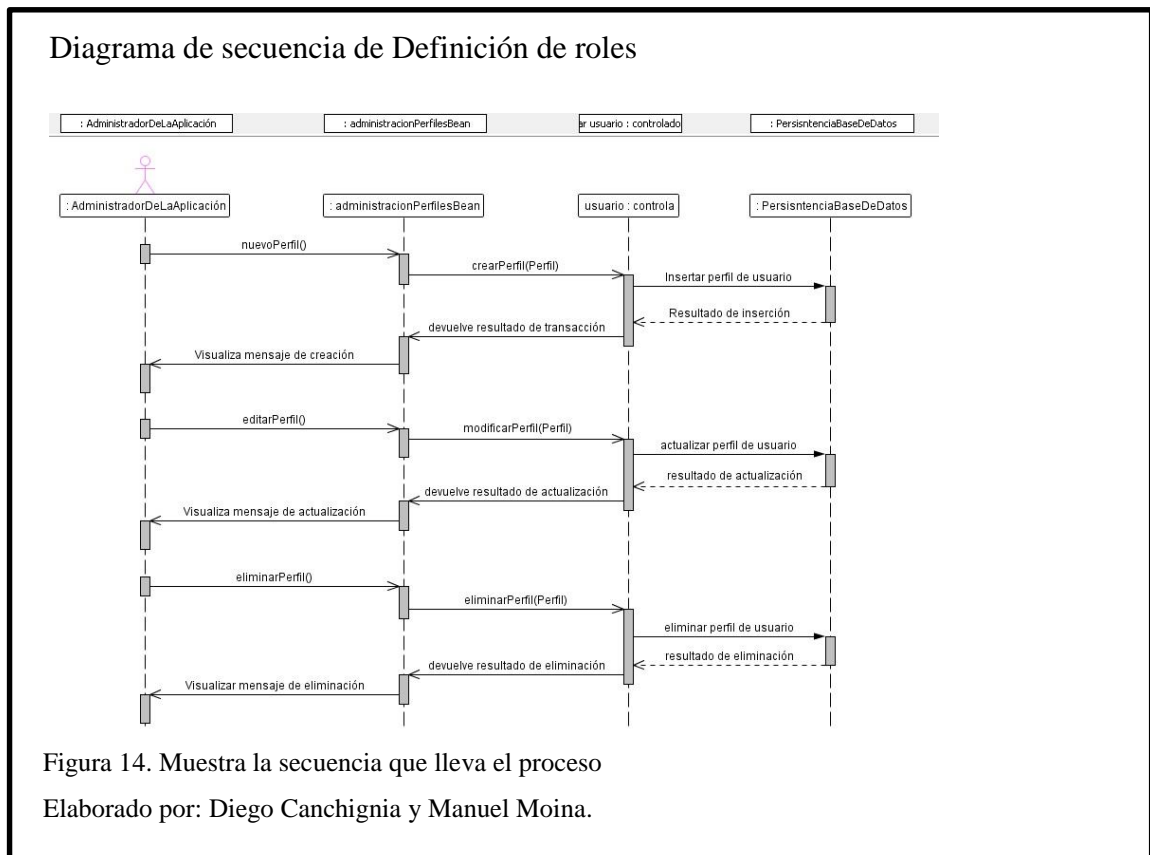 Diagrama de secuencia de Definición de roles
: AdministradorDeLaAplicación : administracionPerfilesBean ar usuario : controlado : PersisntenciaBaseDeDatos
: AdministradorDeLaAplicación : administracionPerfilesBean usuario : controla : PersisntenciaBaseDeDatos
nuevoPerfil()
crearPerfil(Perfil)
Insertar perfil de usuario
Resultado de inserción
devuelve resultado de transacción
Visualiza mensaje de creación
editarPerfil()
modificarPerfil(Perfil)
actualizar perfil de usuario
resultado de actualización
devuelve resultado de actualización
Visualiza mensaje de actualización
eliminarPerfil()
eliminarPerfil(Perfil)
eliminar perfil de usuario
resultado de eliminación
devuelve resultado de eliminación
Visualizar mensaje de eliminación
Figura 14. Muestra la secuencia que lleva el proceso
Elaborado por: Diego Canchignia y Manuel Moina.